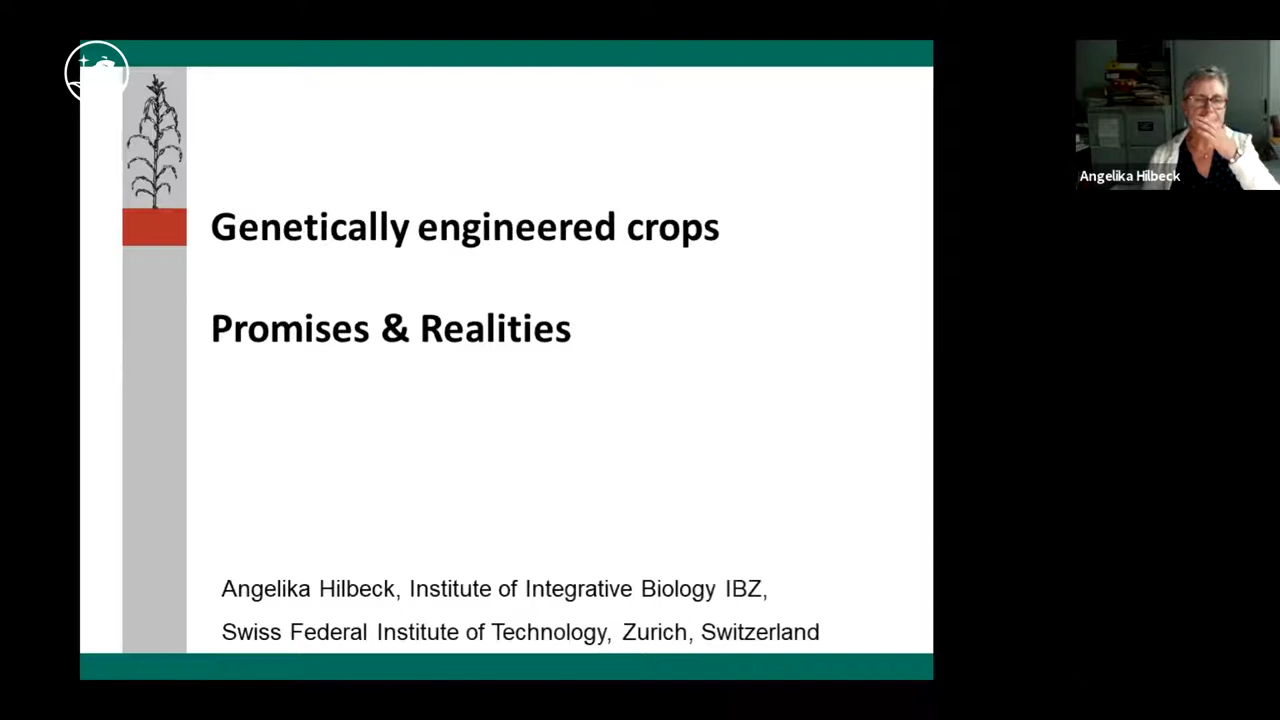 Genetically engineered crops
Promises & Realities
Angelika Hilbeck, Institute of Integrative Biology IBZ,
Swiss Federal Institute of Technology, Zurich, Switzerland
Angelika Hilbeck